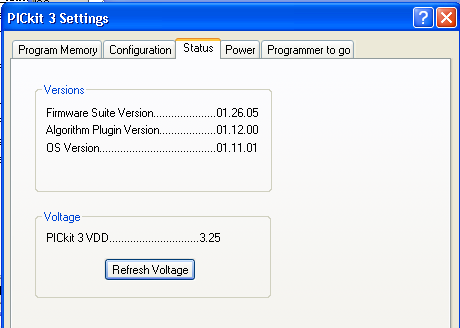 PICkit 3 Settings
Program Memory Configuration Status Power Programmer to go
Versions
Firmware Suite Version.....................01.26.05
Algorithm Plugin Version...................01.12.00
OS Version.......................................01.11.01
Voltage
PICkit 3 VDD..............................3.25
Refresh Voltage